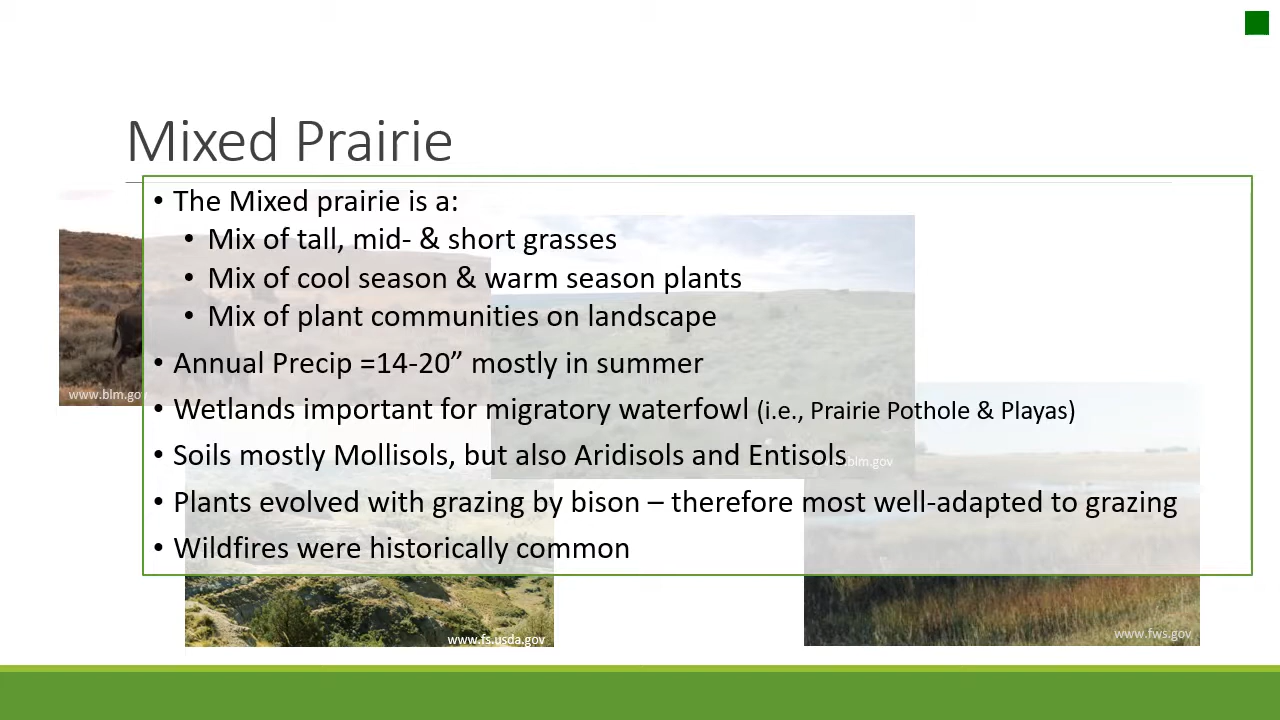 Mixed Prairie
• The Mixed prairie is a:
• Mix of tall, mid- & short grasses
• Mix of cool season & warm season plants
• Mix of plant communities on landscape
• Annual Precip =14-20” mostly in summer
www.blm.gov
• Wetlands important for migratory waterfowl (i.e., Prairie Pothole & Playas)
• Soils mostly Mollisols, but also Aridisols and Entisols
blm.gov
• Plants evolved with grazing by bison – therefore most well-adapted to grazing
• Wildfires were historically common
www.fs.usda.gov
www.fws.gov